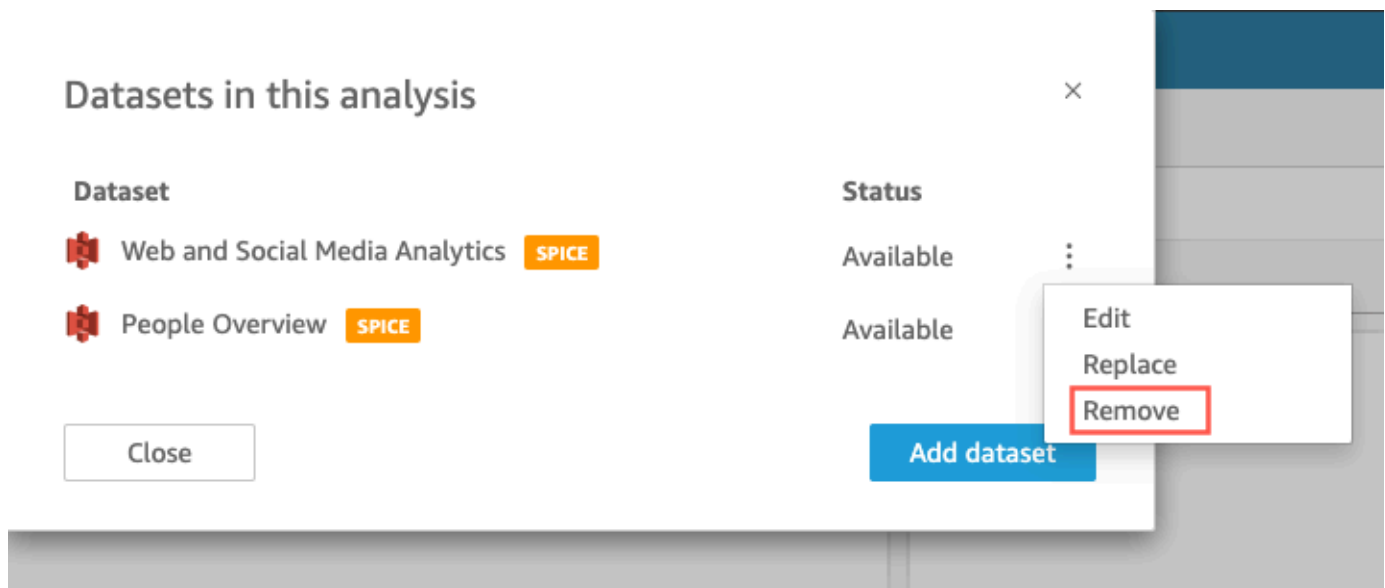 Datasets in this analysis
Dataset Status
Web and Social Media Analytics SPICE Available
People Overview SPICE Available
Edit
Replace
Remove
Close
Add dataset